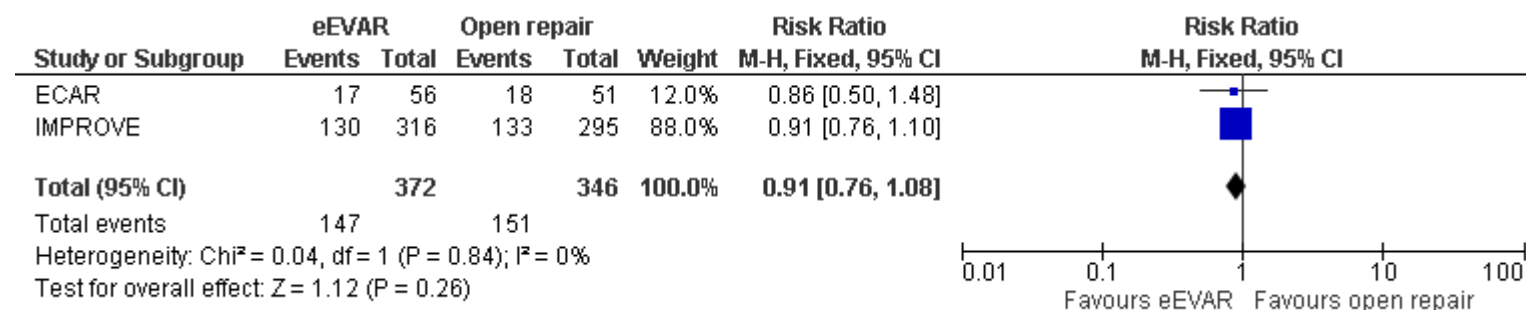 eEVAR Open repair Risk Ratio Risk Ratio
Study or Subgroup Events Total Events Total Weight M-H, Fixed, 95% CI M-H, Fixed, 95% CI
ECAR 17 56 18 51 12.0% 0.86 [0.50, 1.48]
IMPROVE 130 316 133 295 88.0% 0.91 [0.76, 1.10]
Total (95% CI) 372 346 100.0% 0.91 [0.76, 1.08]
Total events 147 151
Heterogeneity: Chi² = 0.04, df = 1 (P = 0.84); I² = 0%
Test for overall effect: Z = 1.12 (P = 0.26)
0.01 0.1 1 10 100
Favours eEVAR Favours open repair